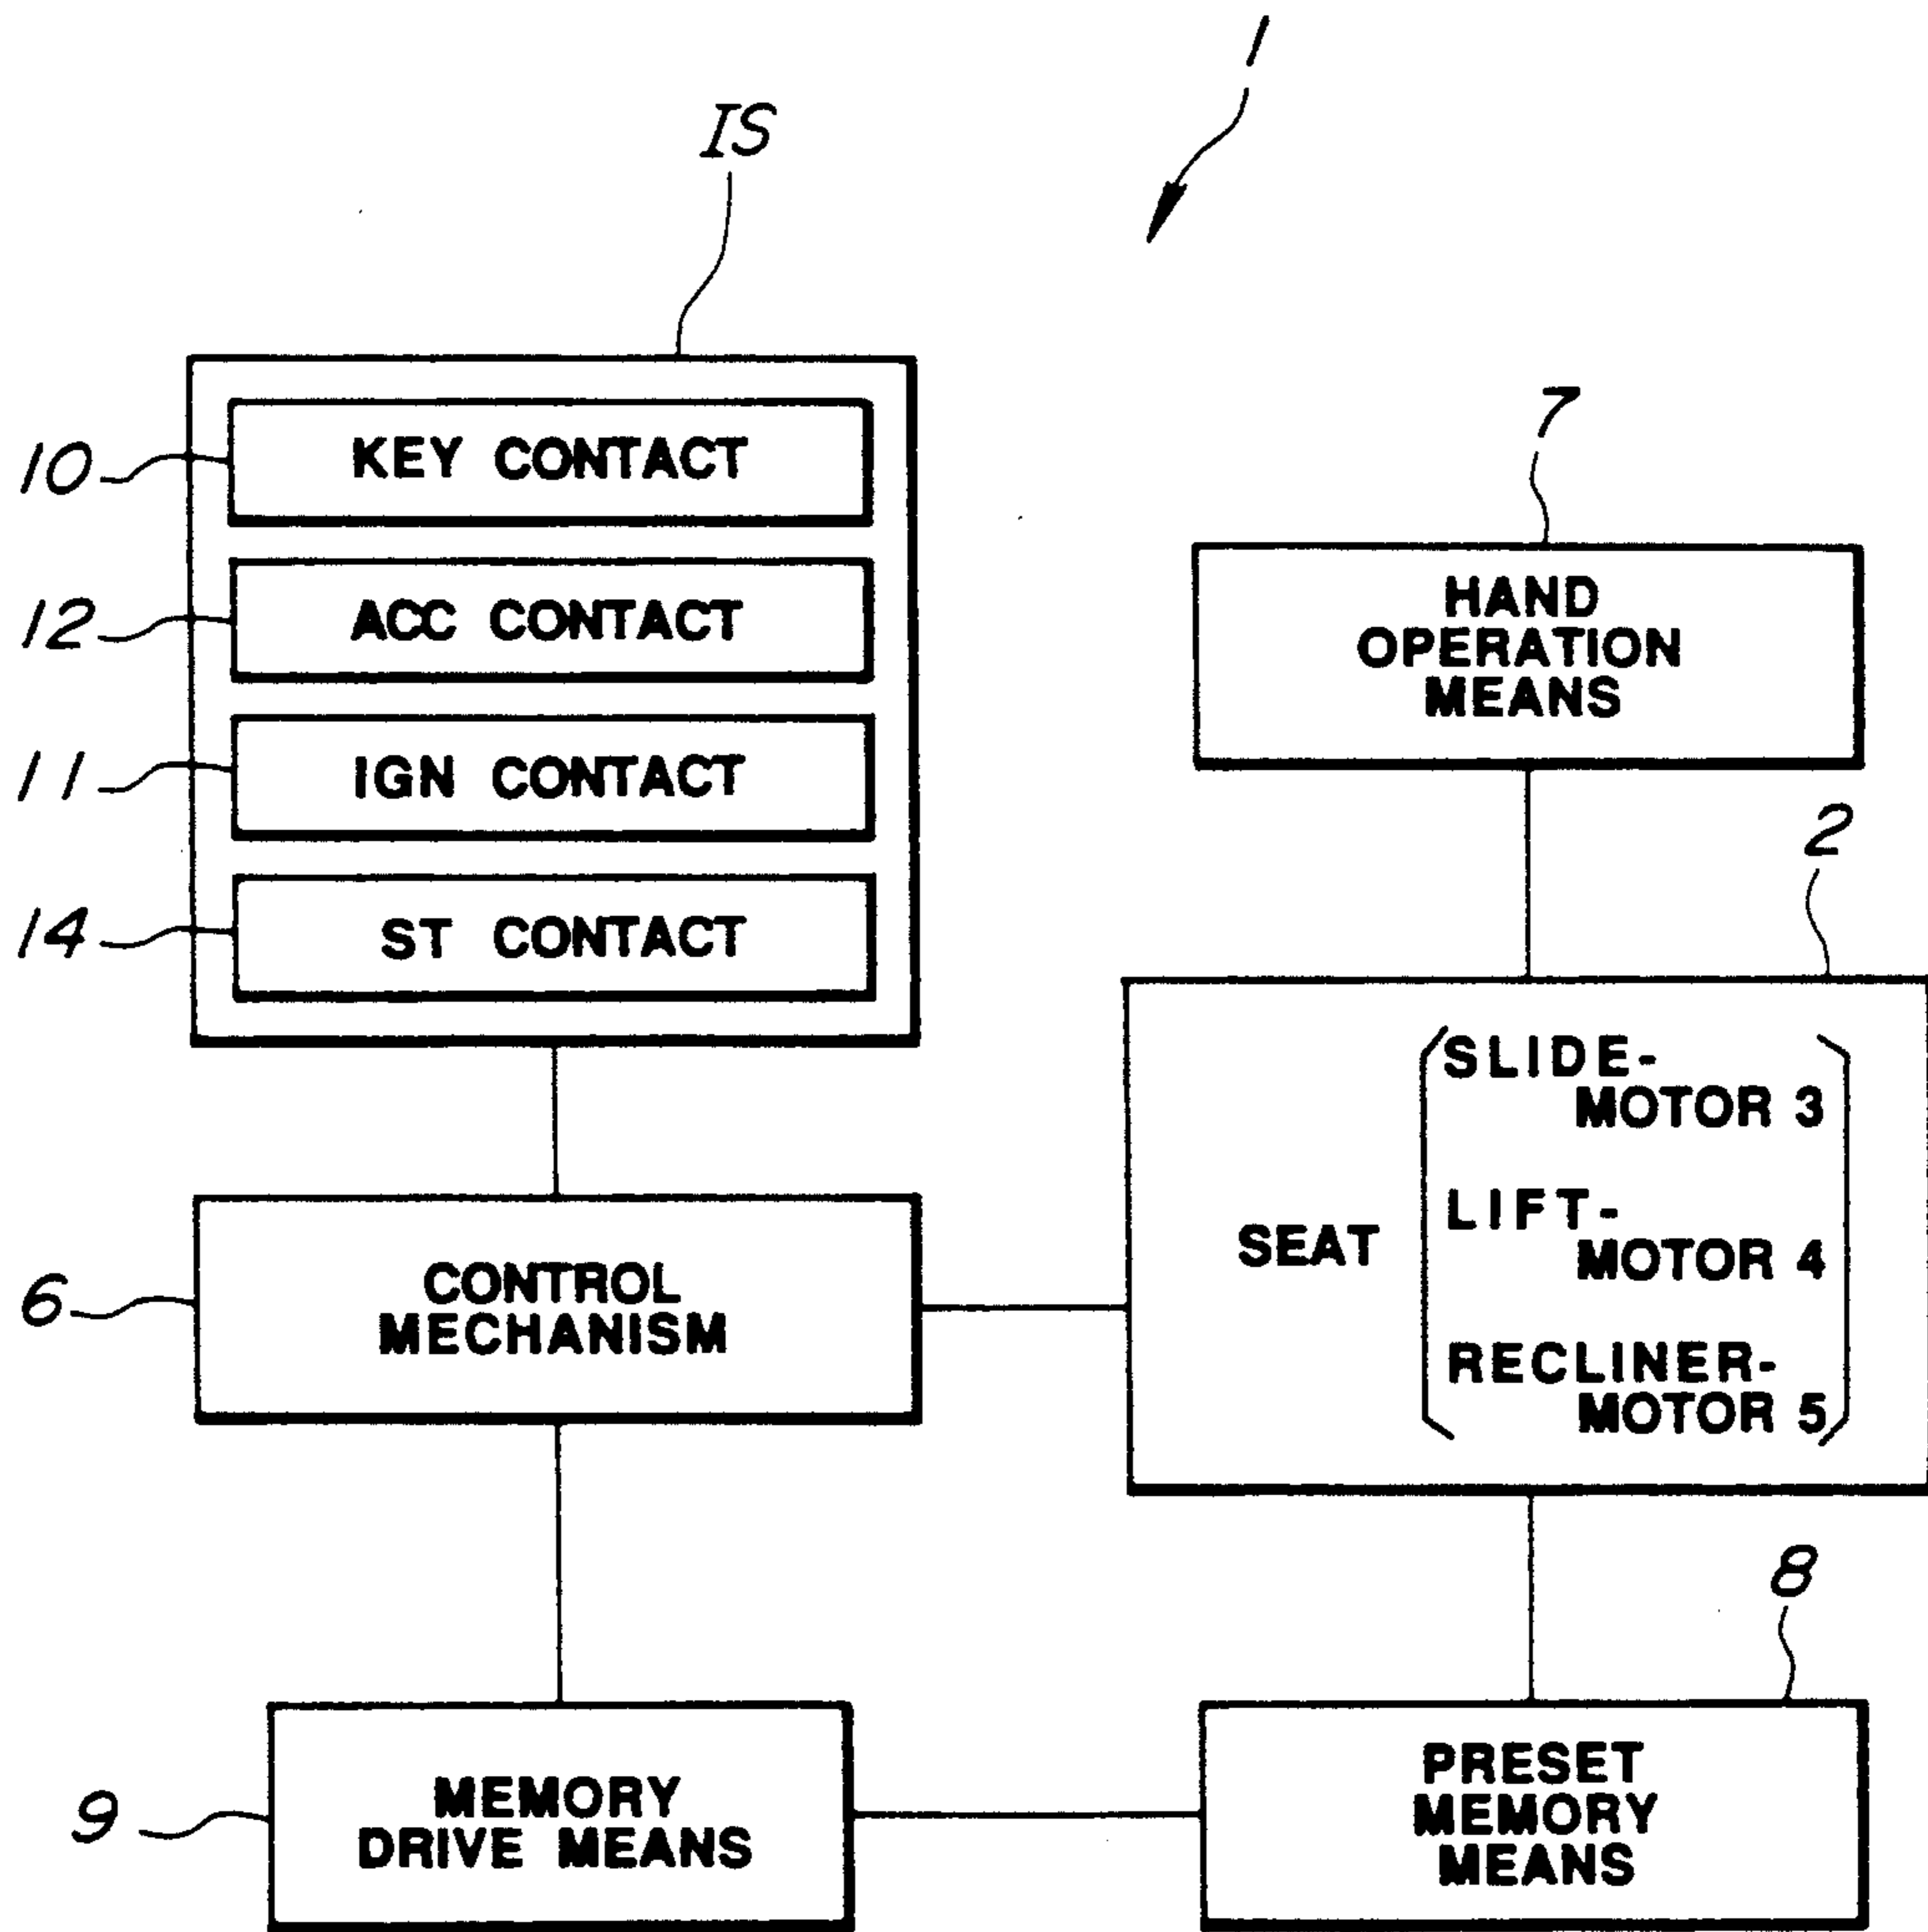 1
IS
10
KEY CONTACT
12
ACC CONTACT
11
IGN CONTACT
14
ST CONTACT
7
HAND
OPERATION
MEANS
2
SEAT
SLIDE-
MOTOR 3
LIFT-
MOTOR 4
RECLINER-
MOTOR 5
6
CONTROL
MECHANISM
9
MEMORY
DRIVE MEANS
8
PRESET
MEMORY
MEANS